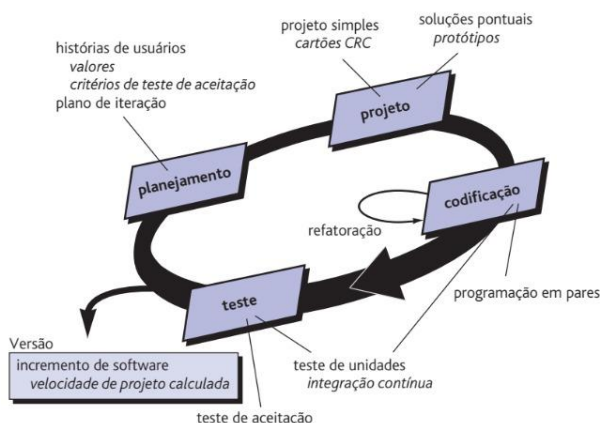 projeto simples
cartões CRC
soluções pontuais
protótipos
histórias de usuários
valores
critérios de teste de aceitação
plano de iteração
projeto
planejamento
codificação
refatoração
programação em pares
teste
Versão
incremento de software
velocidade de projeto calculada
teste de unidades
integração contínua
teste de aceitação